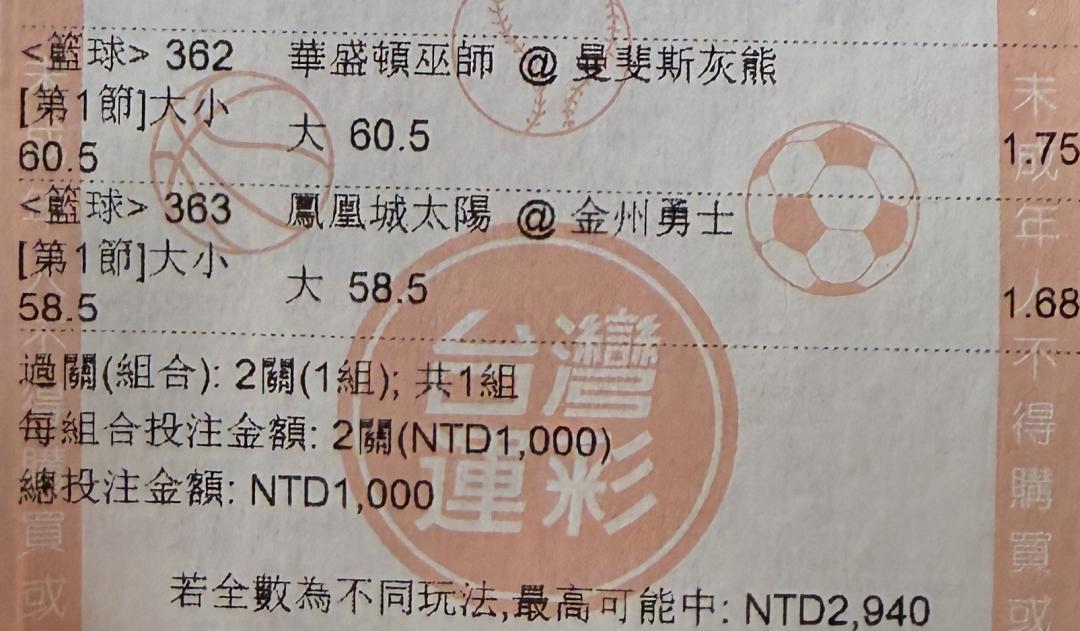 <籃球> 362 華盛頓巫師 @ 曼斐斯灰熊
[第1節]大小
60.5 大 60.5 1.75
<籃球> 363 鳳凰城太陽 @ 金州勇士
[第1節]大小
58.5 大 58.5 1.68
過關(組合): 2關(1組); 共1組
每組合投注金額: 2關(NTD1,000)
總投注金額: NTD1,000
若全數為不同玩法,最高可能中: NTD2,940
台灣
運彩
未成年人不得購買或